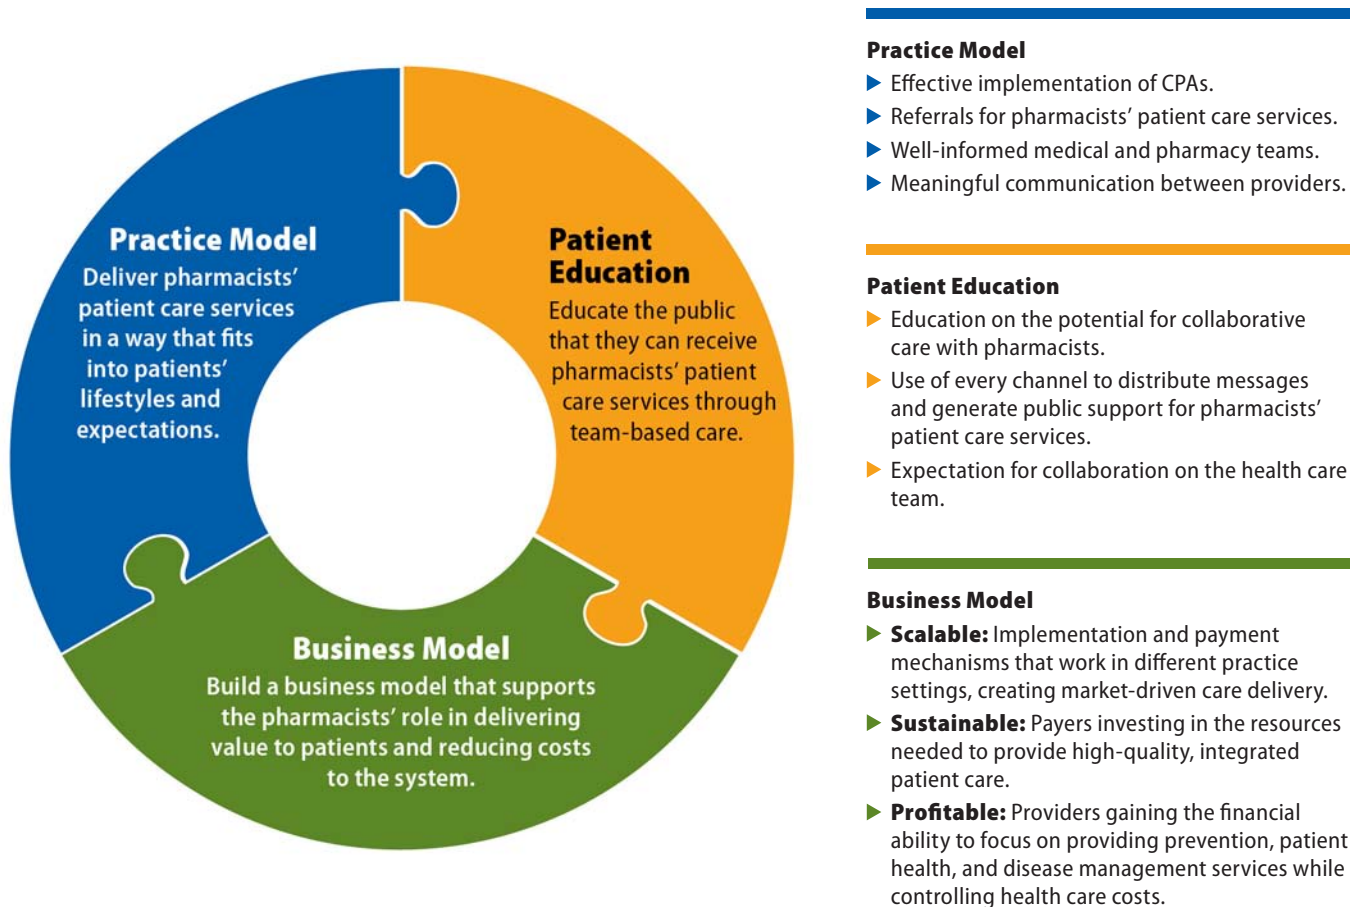 Practice Model
Deliver pharmacists’
patient care services
in a way that fits
into patients’
lifestyles and
expectations.
Patient
Education
Educate the public
that they can receive
pharmacists’ patient
care services through
team-based care.
Business Model
Build a business model that supports
the pharmacists’ role in delivering
value to patients and reducing costs
to the system.
Practice Model
Effective implementation of CPAs.
Referrals for pharmacists’ patient care services.
Well-informed medical and pharmacy teams.
Meaningful communication between providers.
Patient Education
Education on the potential for collaborative
care with pharmacists.
Use of every channel to distribute messages
and generate public support for pharmacists’
patient care services.
Expectation for collaboration on the health care
team.
Business Model
Scalable: Implementation and payment
mechanisms that work in different practice
settings, creating market-driven care delivery.
Sustainable: Payers investing in the resources
needed to provide high-quality, integrated
patient care.
Profitable: Providers gaining the financial
ability to focus on providing prevention, patient
health, and disease management services while
controlling health care costs.